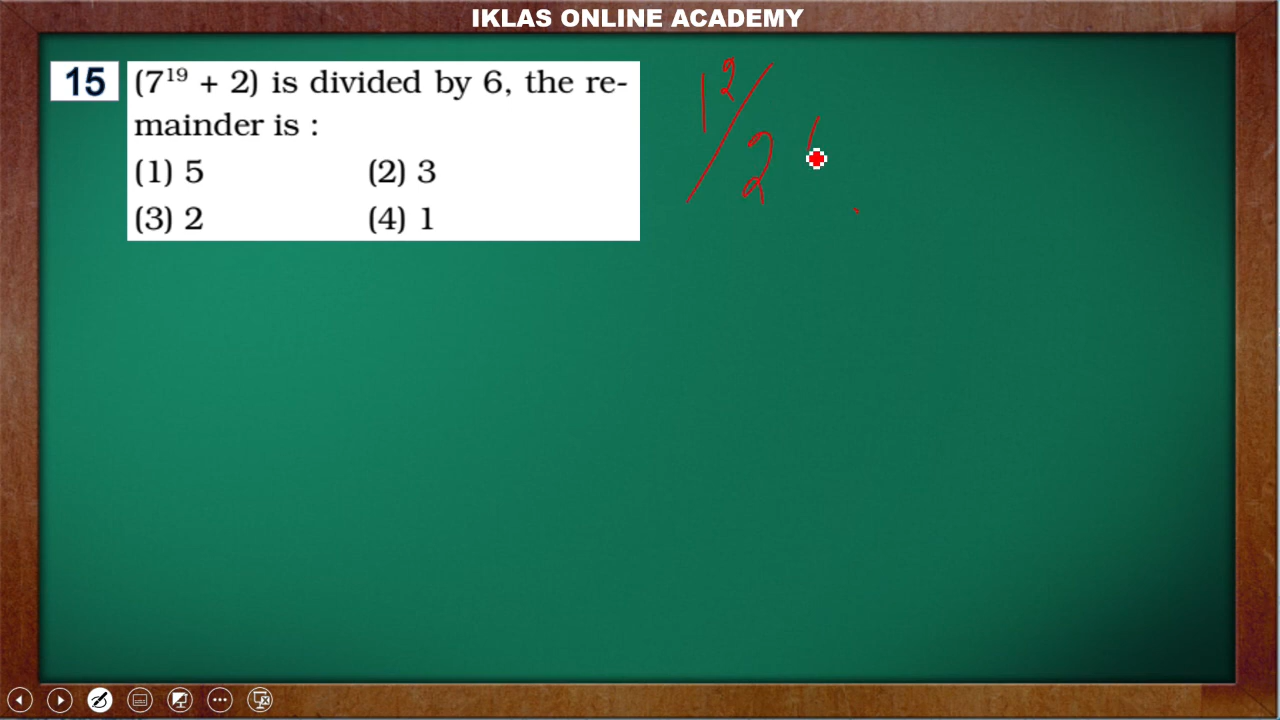 IKLAS ONLINE ACADEMY
15 (7¹⁹ + 2) is divided by 6, the re-
mainder is :
(1) 5 (2) 3
(3) 2 (4) 1